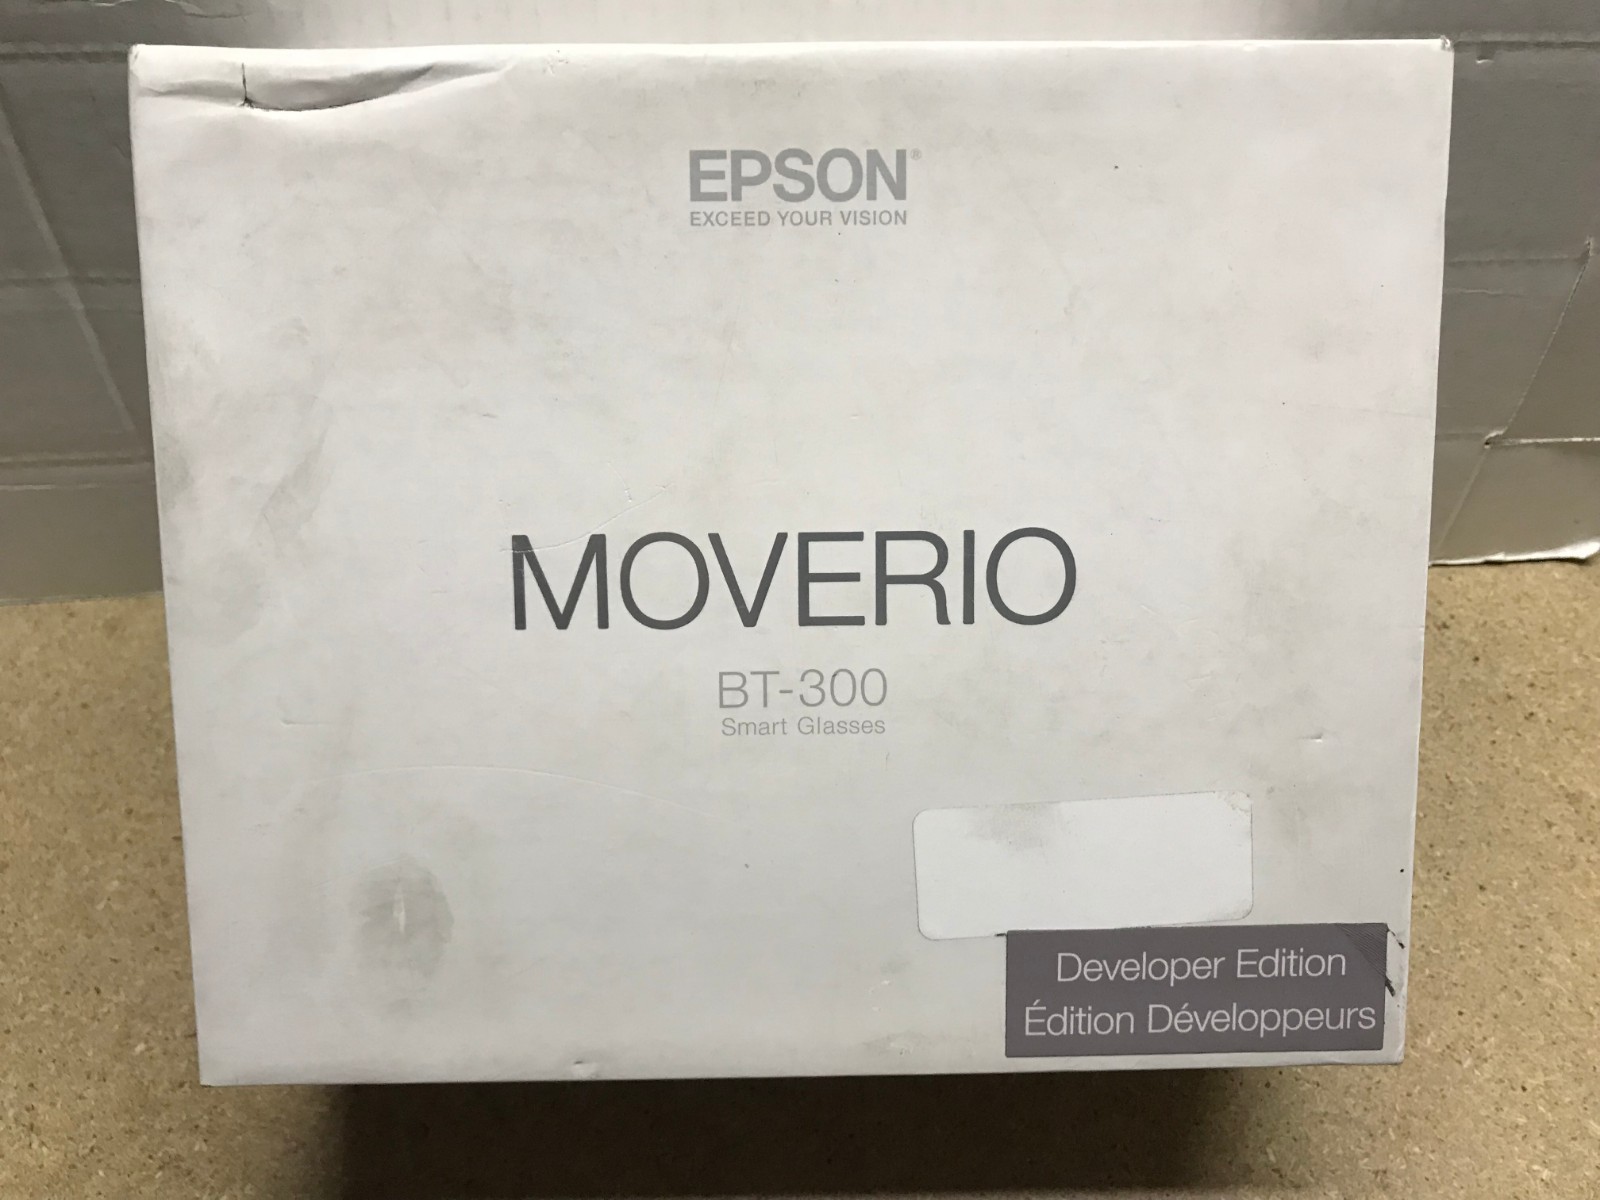 EPSON®
EXCEED YOUR VISION
MOVERIO
BT-300
Smart Glasses
Developer Edition
Édition Développeurs